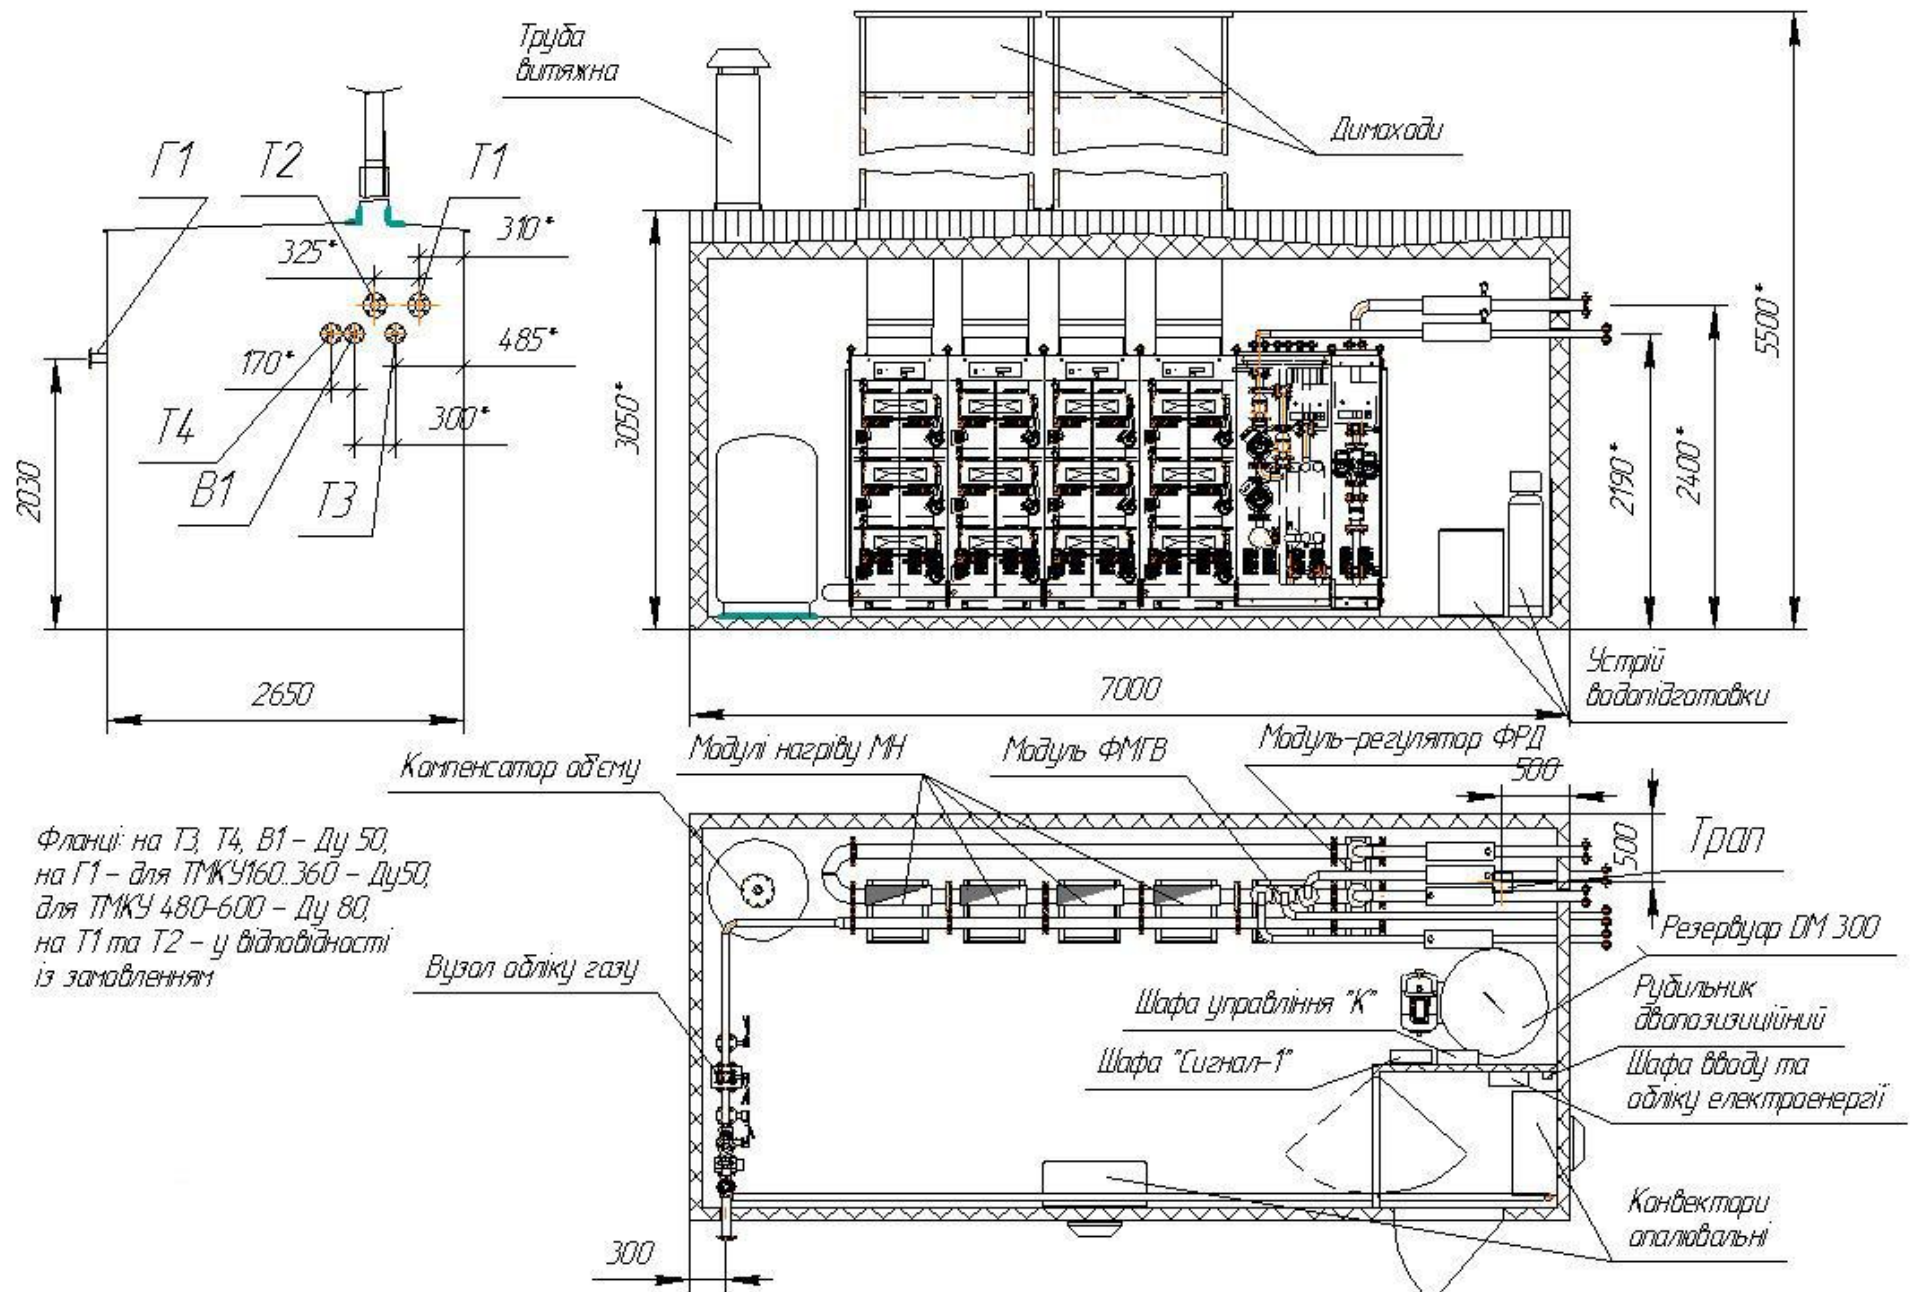 Труба
витяжна
Димоходи
Г1
Т2
Т1
310*
325*
485*
170*
300*
Т4
В1
Т3
2030
2650
3050*
5500*
2190*
2400*
7000
Устрій
водопідготовки
Компенсатор об'єму
Модулі нагріву МН
Модуль ФМГВ
Модуль-регулятор ФРД
500
500
Трап
Фланці: на Т3, Т4, В1 - Ду 50,
на Г1 - для ТМКУ160..360 - Ду50,
для ТМКУ 480-600 - Ду 80,
на Т1 та Т2 - у відповідності
із замовленням
Вузол обліку газу
Резервуар DM 300
Шафа управління "К"
Рубильник
двопозизиційний
Шафа "Сигнал-1"
Шафа вводу та
обліку електроенергії
Конвектори
опалювальні
300